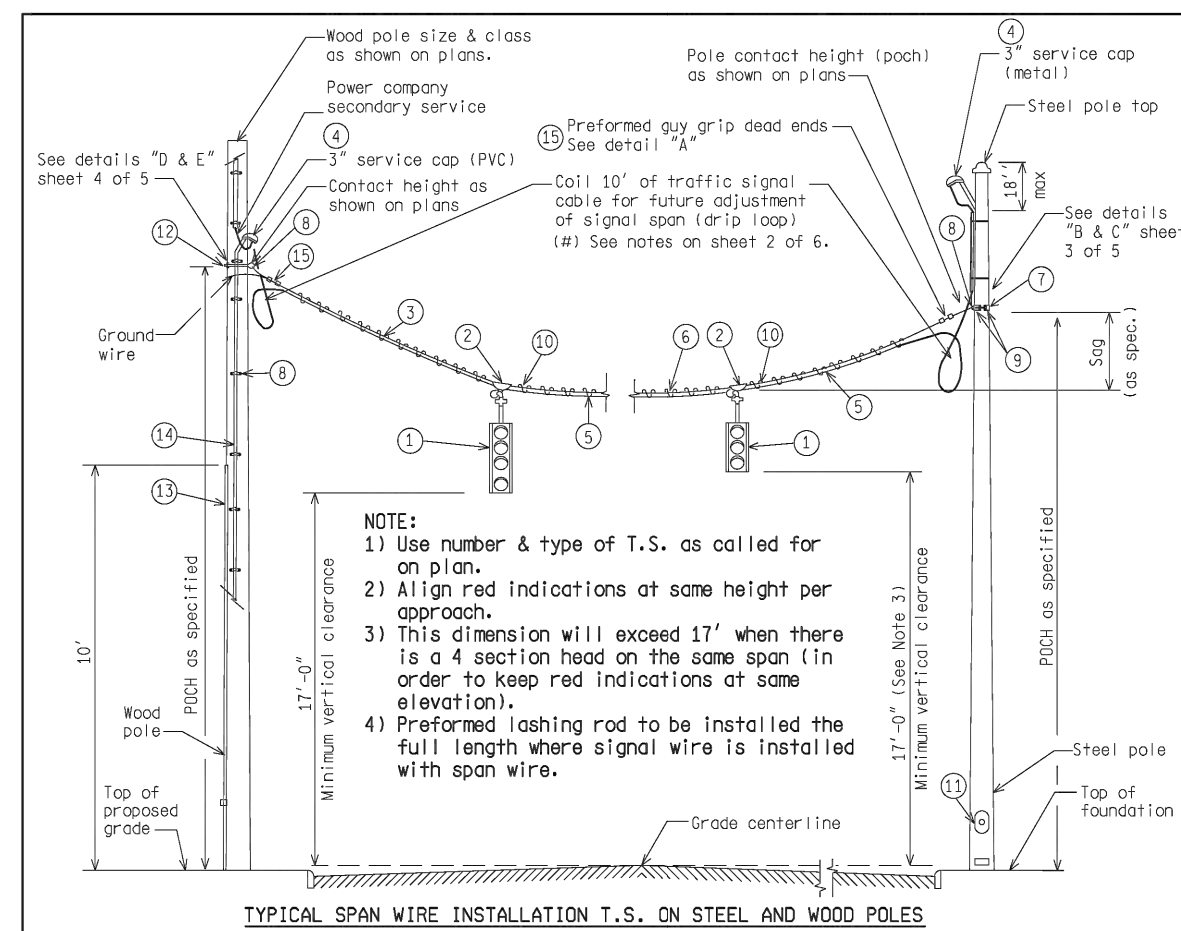 Wood pole size & class
as shown on plans.
Power company
secondary service
4
3" service cap (PVC)
Contact height as
shown on plans
See details "D & E"
sheet 4 of 5
12
8
15
Ground
wire
3
8
14
13
10'
POCH as specified
Wood
pole
Top of
proposed
grade
Pole contact height (poch)
as shown on plans
4
3" service cap
(metal)
Steel pole top
15
Preformed guy grip dead ends
See detail "A"
Coil 10' of traffic signal
cable for future adjustment
of signal span (drip loop)
(#) See notes on sheet 2 of 6.
18'
max
8
See details
"B & C" sheet
3 of 5
7
9
Sag
(as spec.)
2
10
6
2
10
5
5
1
1
17'-0"
Minimum vertical clearance
NOTE:
1) Use number & type of T.S. as called for
on plan.
2) Align red indications at same height per
approach.
3) This dimension will exceed 17' when there
is a 4 section head on the same span (in
order to keep red indications at same
elevation).
4) Preformed lashing rod to be installed the
full length where signal wire is installed
with span wire.
17'-0" (See Note 3)
Minimum vertical clearance
POCH as specified
Steel pole
11
Top of
foundation
Grade centerline
TYPICAL SPAN WIRE INSTALLATION T.S. ON STEEL AND WOOD POLES